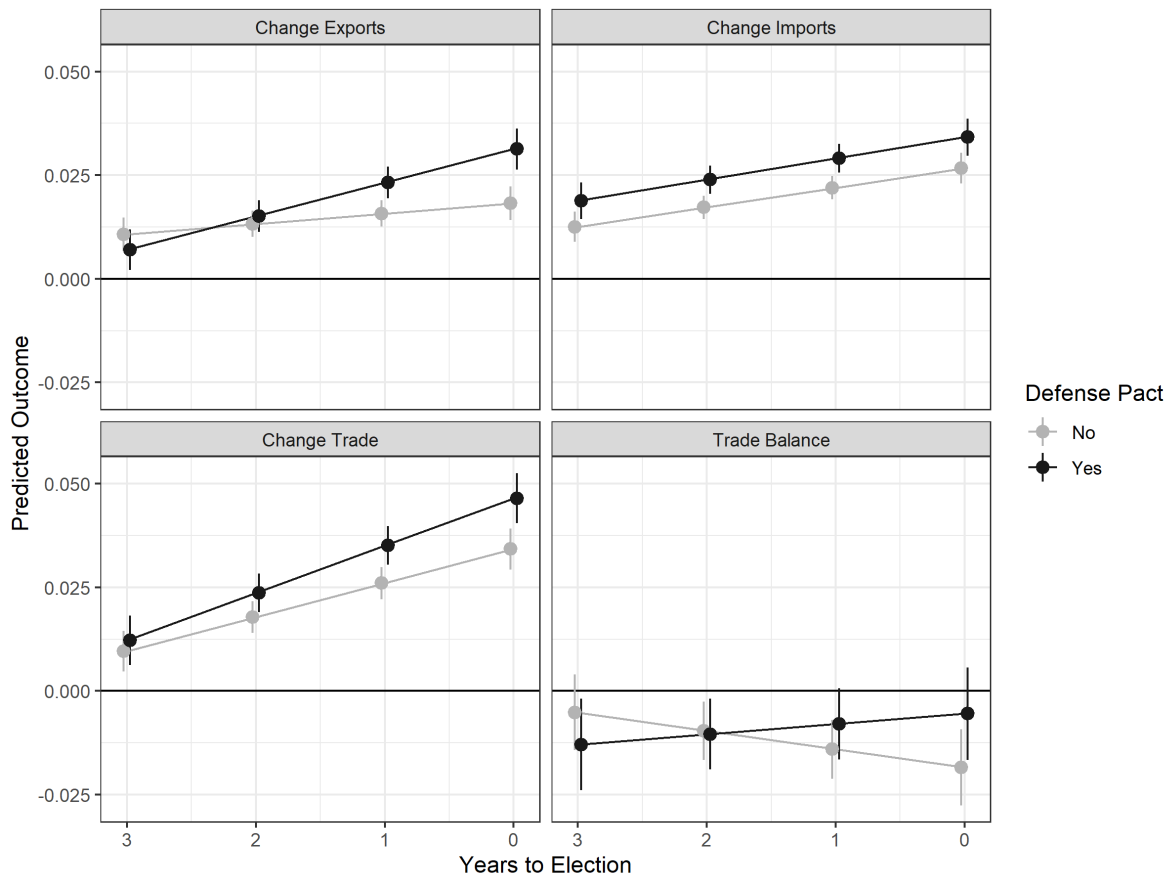 Change Exports
Change Imports
0.050
0.025
0.000
-0.025
Change Trade
Trade Balance
0.050
0.025
0.000
-0.025
3 2 1 0
3 2 1 0
Years to Election
Predicted Outcome
Defense Pact
No
Yes